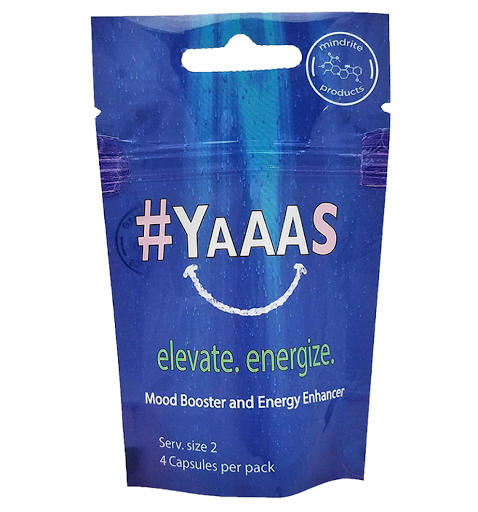 mindrite
products
#YAAAS
elevate. energize.
Mood Booster and Energy Enhancer
Serv. size 2
4 Capsules per pack